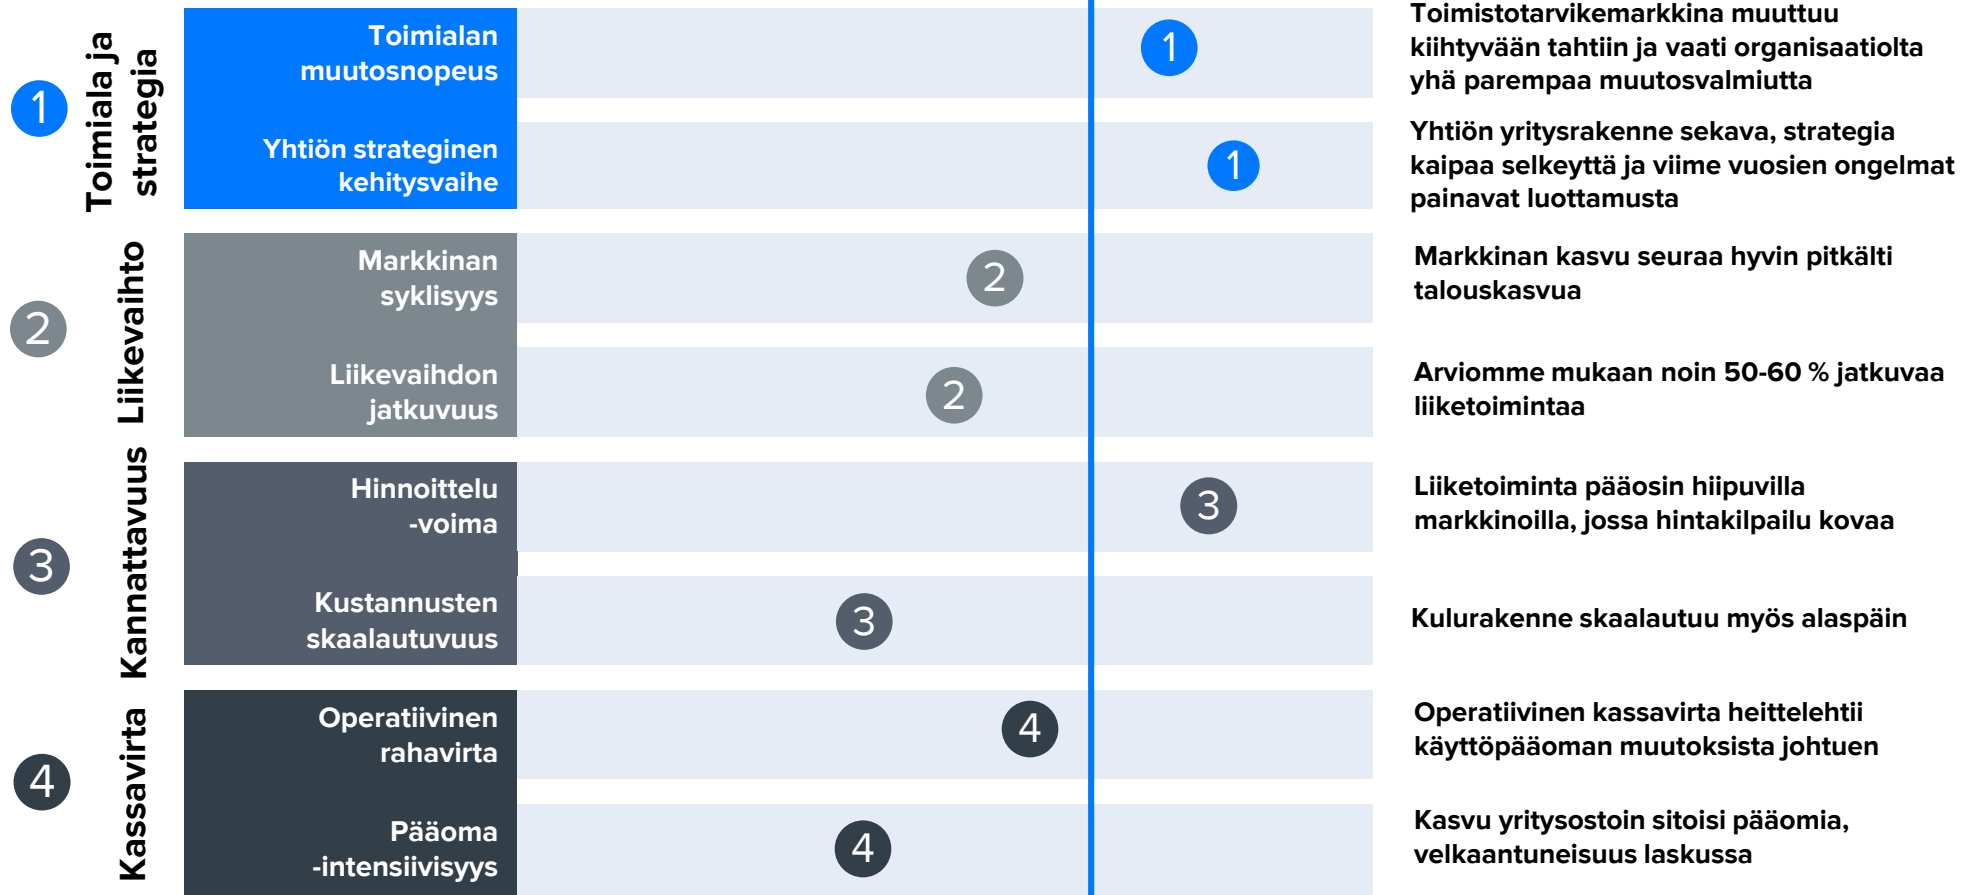 1
Toimiala ja
strategia
Toimialan
muutosnopeus
1
Toimistotarvikemarkkina muuttuu
kiihtyvään tahtiin ja vaati organisaatiolta
yhä parempaa muutosvalmiutta
Yhtiön strateginen
kehitysvaihe
1
Yhtiön yritysrakenne sekava, strategia
kaipaa selkeyttä ja viime vuosien ongelmat
painavat luottamusta
2
Liikevaihto
Markkinan
syklisyys
2
Markkinan kasvu seuraa hyvin pitkälti
talouskasvua
Liikevaihdon
jatkuvuus
2
Arviomme mukaan noin 50-60 % jatkuvaa
liiketoimintaa
3
Kannattavuus
Hinnoittelu
-voima
3
Liiketoiminta pääosin hiipuvilla
markkinoilla, jossa hintakilpailu kovaa
Kustannusten
skaalautuvuus
3
Kulurakenne skaalautuu myös alaspäin
4
Kassavirta
Operatiivinen
rahavirta
4
Operatiivinen kassavirta heittelehtii
käyttöpääoman muutoksista johtuen
Pääoma
-intensiivisyys
4
Kasvu yritysostoin sitoisi pääomia,
velkaantuneisuus laskussa